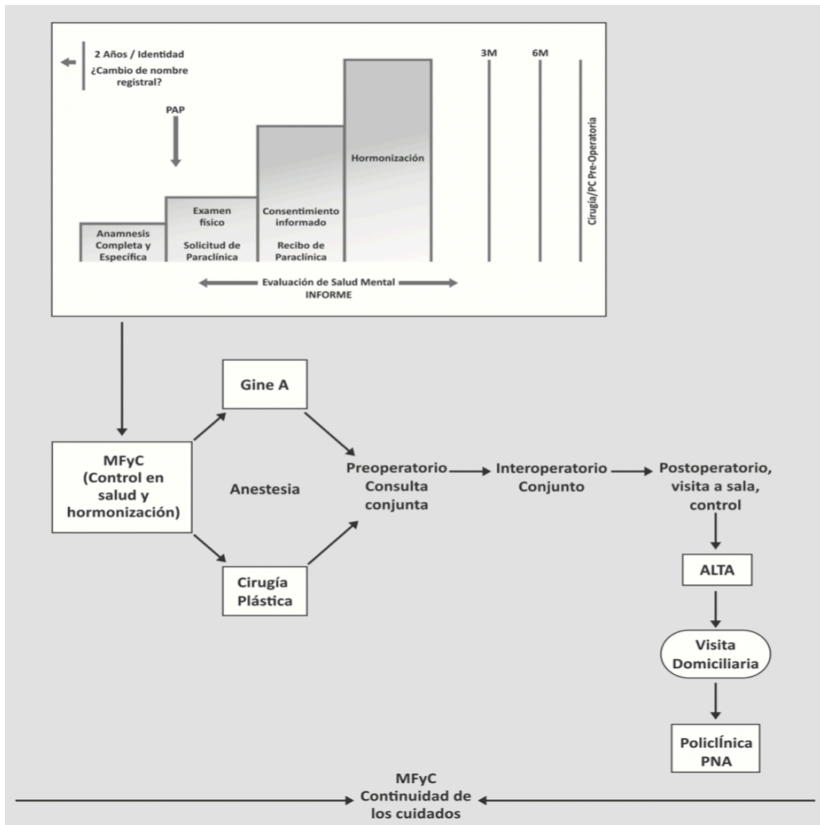 2 Años / Identidad
¿Cambio de nombre
registral?
PAP
3M
6M
Cirugía/PC Pre-Operatoria
Anamnesis
Completa y
Específica
Examen
físico
Solicitud de
Paraclínica
Consentimiento
informado
Recibo de
Paraclínica
Hormonización
Evaluación de Salud Mental
INFORME
Gine A
MFyC
(Control en
salud y
hormonización)
Anestesia
Cirugía
Plástica
Preoperatorio
Consulta
conjunta
Interoperatorio
Conjunto
Postoperatorio,
visita a sala,
control
ALTA
Visita
Domiciliaria
Policlínica
PNA
MFyC
Continuidad de
los cuidados